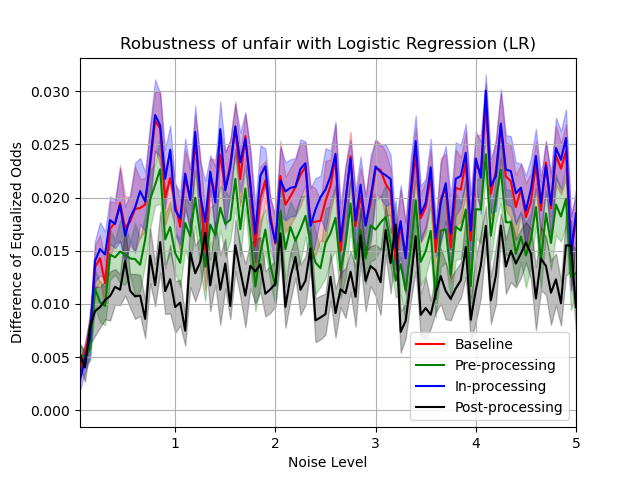 Robustness of unfair with Logistic Regression (LR)
Difference of Equalized Odds
0.030
0.025
0.020
0.015
0.010
0.005
0.000
Baseline
Pre-processing
In-processing
Post-processing
1 2 3 4 5
Noise Level